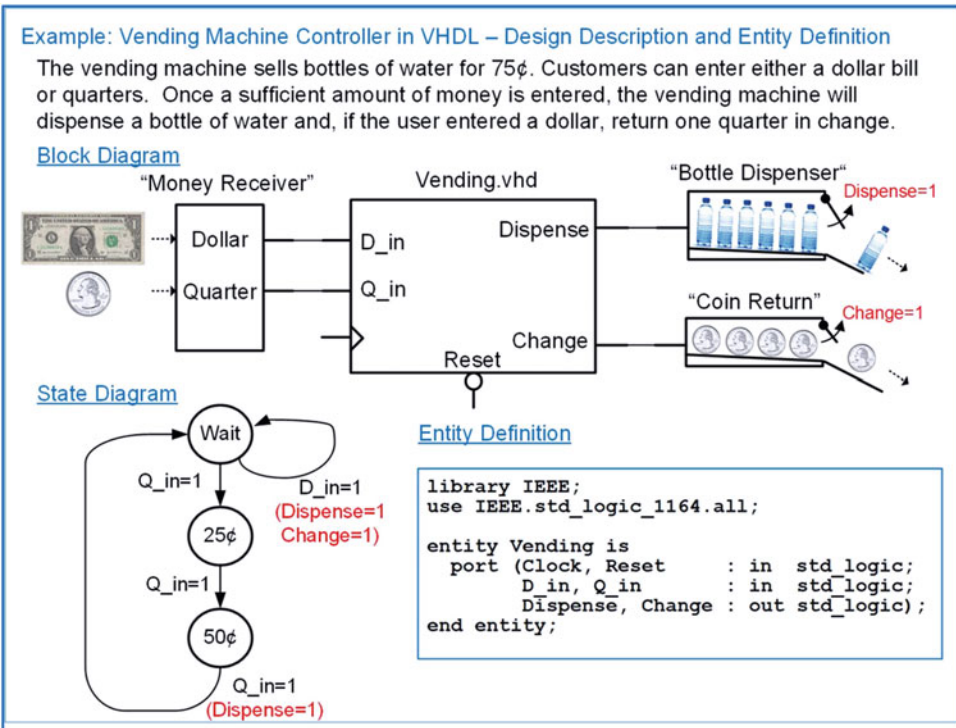 Example: Vending Machine Controller in VHDL – Design Description and Entity Definition
The vending machine sells bottles of water for 75¢. Customers can enter either a dollar bill
or quarters. Once a sufficient amount of money is entered, the vending machine will
dispense a bottle of water and, if the user entered a dollar, return one quarter in change.
Block Diagram
“Money Receiver”
Vending.vhd
“Bottle Dispenser“
Dispense=1
Dollar
D_in
Dispense
Quarter
Q_in
“Coin Return”
Change=1
Change
Reset
State Diagram
Wait
Q_in=1
D_in=1
(Dispense=1
Change=1)
25¢
Q_in=1
50¢
Q_in=1
(Dispense=1)
Entity Definition
library IEEE;
use IEEE.std_logic_1164.all;
entity Vending is
port (Clock, Reset : in std_logic;
D_in, Q_in : in std_logic;
Dispense, Change : out std_logic);
end entity;